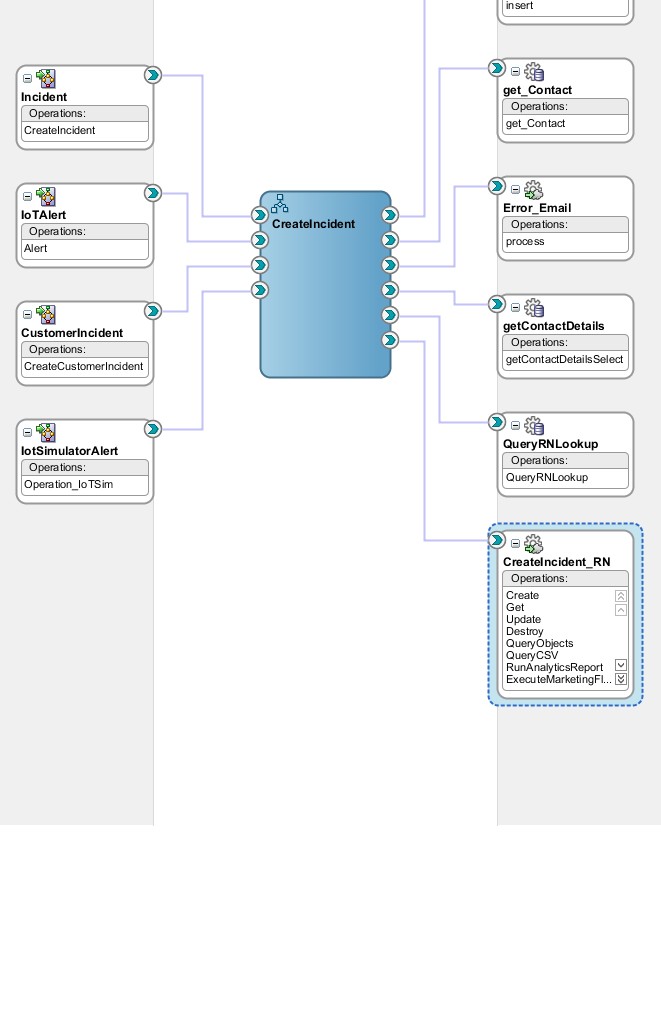 insert
Incident
Operations:
CreateIncident
IoTAlert
Operations:
Alert
CustomerIncident
Operations:
CreateCustomerIncident
IotSimulatorAlert
Operations:
Operation_IoTSim
CreateIncident
get_Contact
Operations:
get_Contact
Error_Email
Operations:
process
getContactDetails
Operations:
getContactDetailsSelect
QueryRNLookup
Operations:
QueryRNLookup
CreateIncident_RN
Operations:
Create
Get
Update
Destroy
QueryObjects
QueryCSV
RunAnalyticsReport
ExecuteMarketingFl...